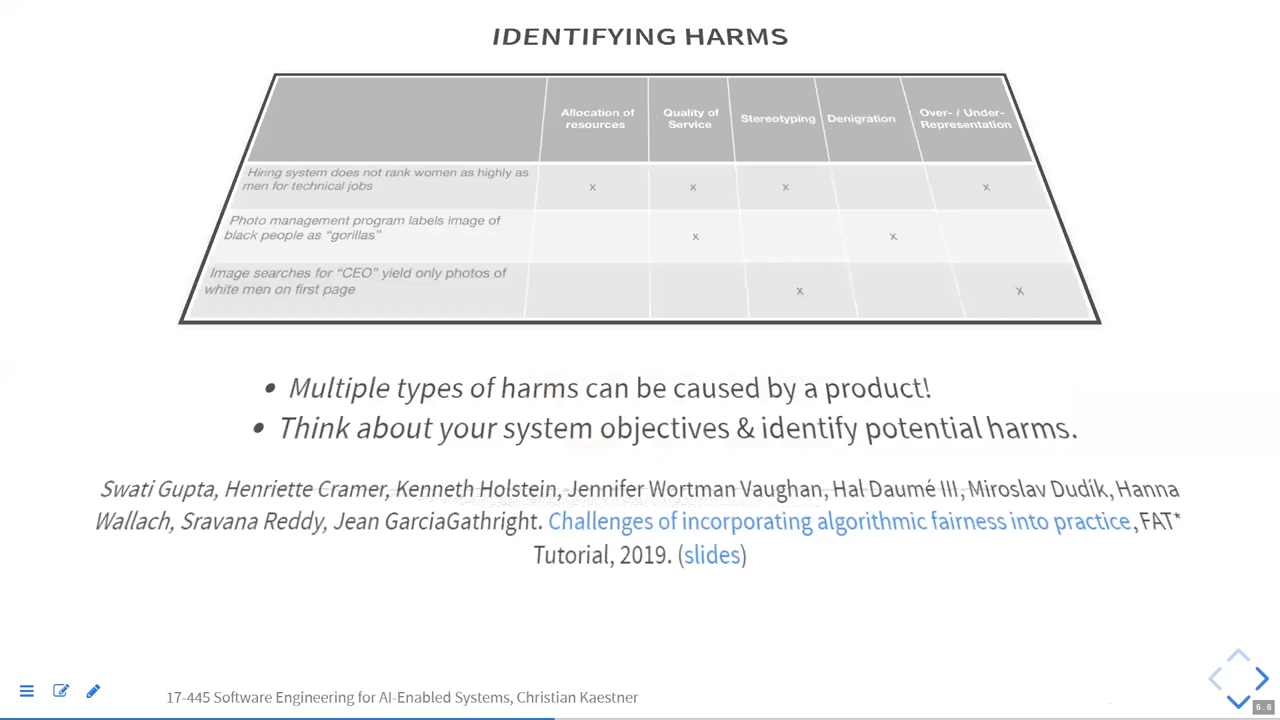 IDENTIFYING HARMS
Allocation of resources
Quality of Service
Stereotyping
Denigration
Over- / Under- Representation
Hiring system does not rank women as highly as
men for technical jobs
x x x x
Photo management program labels image of
black people as “gorillas”
x x
Image searches for “CEO” yield only photos of
white men on first page
x x
• Multiple types of harms can be caused by a product!
• Think about your system objectives & identify potential harms.
Swati Gupta, Henriette Cramer, Kenneth Holstein, Jennifer Wortman Vaughan, Hal Daumé III, Miroslav Dudík, Hanna
Wallach, Sravana Reddy, Jean GarciaGathright. Challenges of incorporating algorithmic fairness into practice, FAT*
Tutorial, 2019. (slides)
17-445 Software Engineering for AI-Enabled Systems, Christian Kaestner
6.8